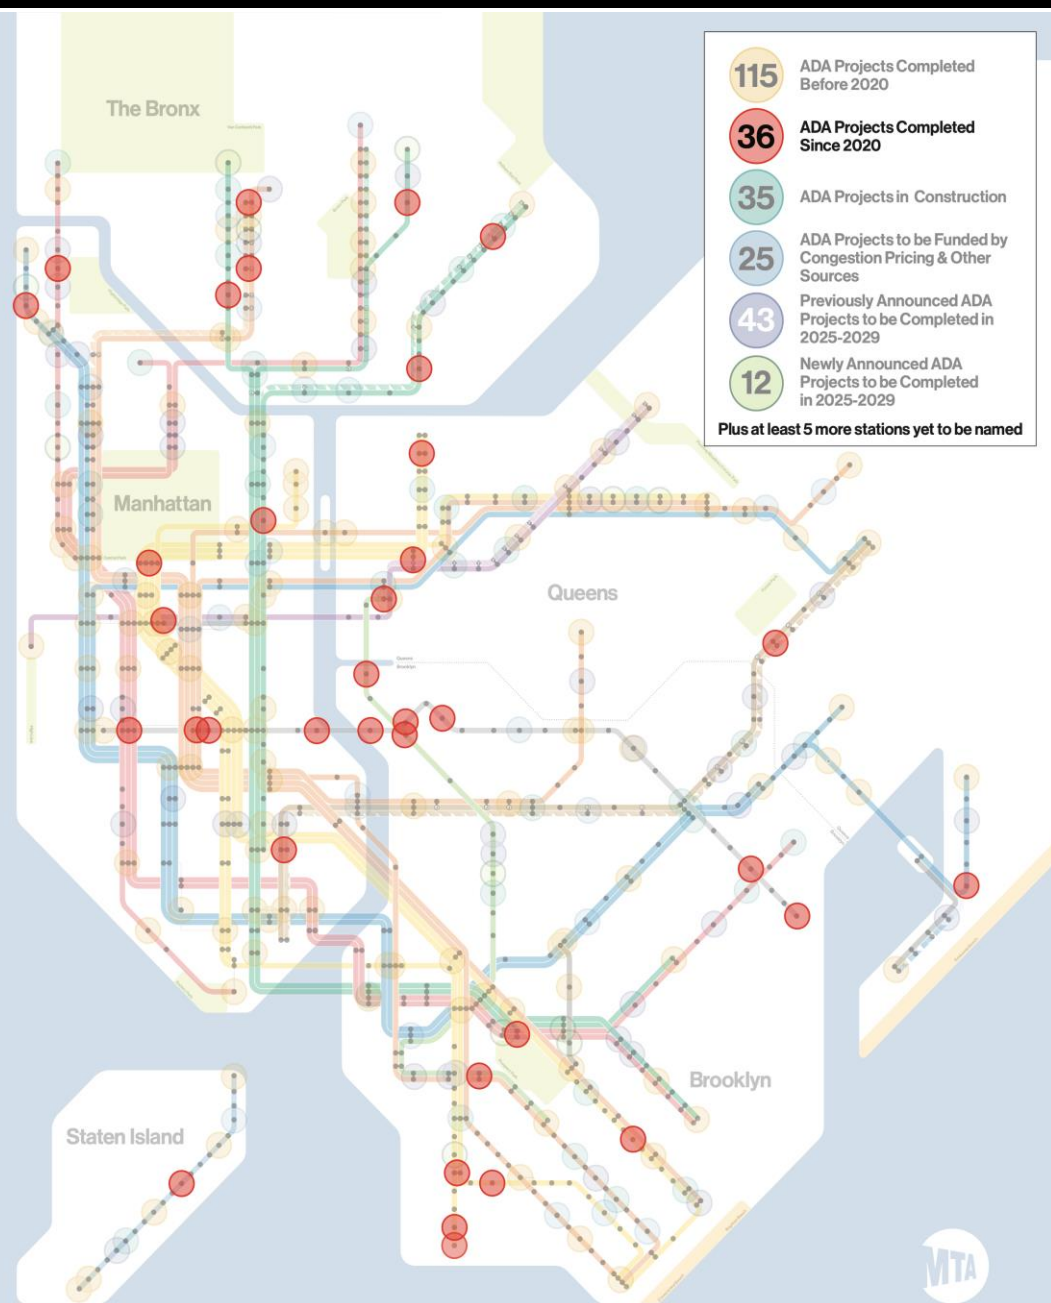 The Bronx
115
ADA Projects Completed
Before 2020
36
ADA Projects Completed
Since 2020
35
ADA Projects in Construction
25
ADA Projects to be Funded by
Congestion Pricing & Other
Sources
43
Previously Announced ADA
Projects to be Completed in
2025-2029
12
Newly Announced ADA
Projects to be Completed
in 2025-2029
Plus at least 5 more stations yet to be named
Manhattan
Queens
Queens
Brooklyn
Brooklyn
Staten Island
MTA